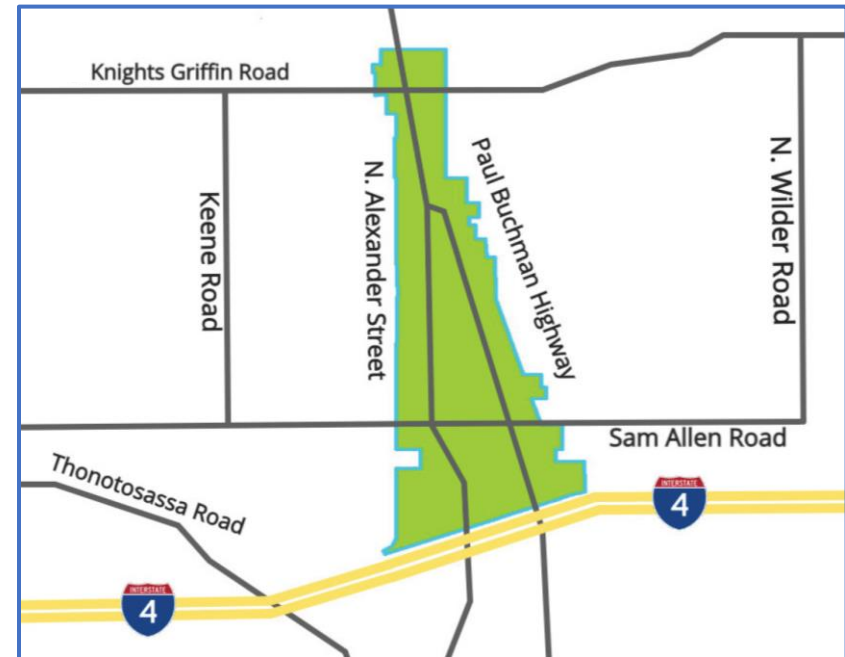 Knights Griffin Road
Keene Road
N. Alexander Street
Paul Buchman Highway
N. Wilder Road
Sam Allen Road
Thonotosassa Road
INTERSTATE
4
INTERSTATE
4